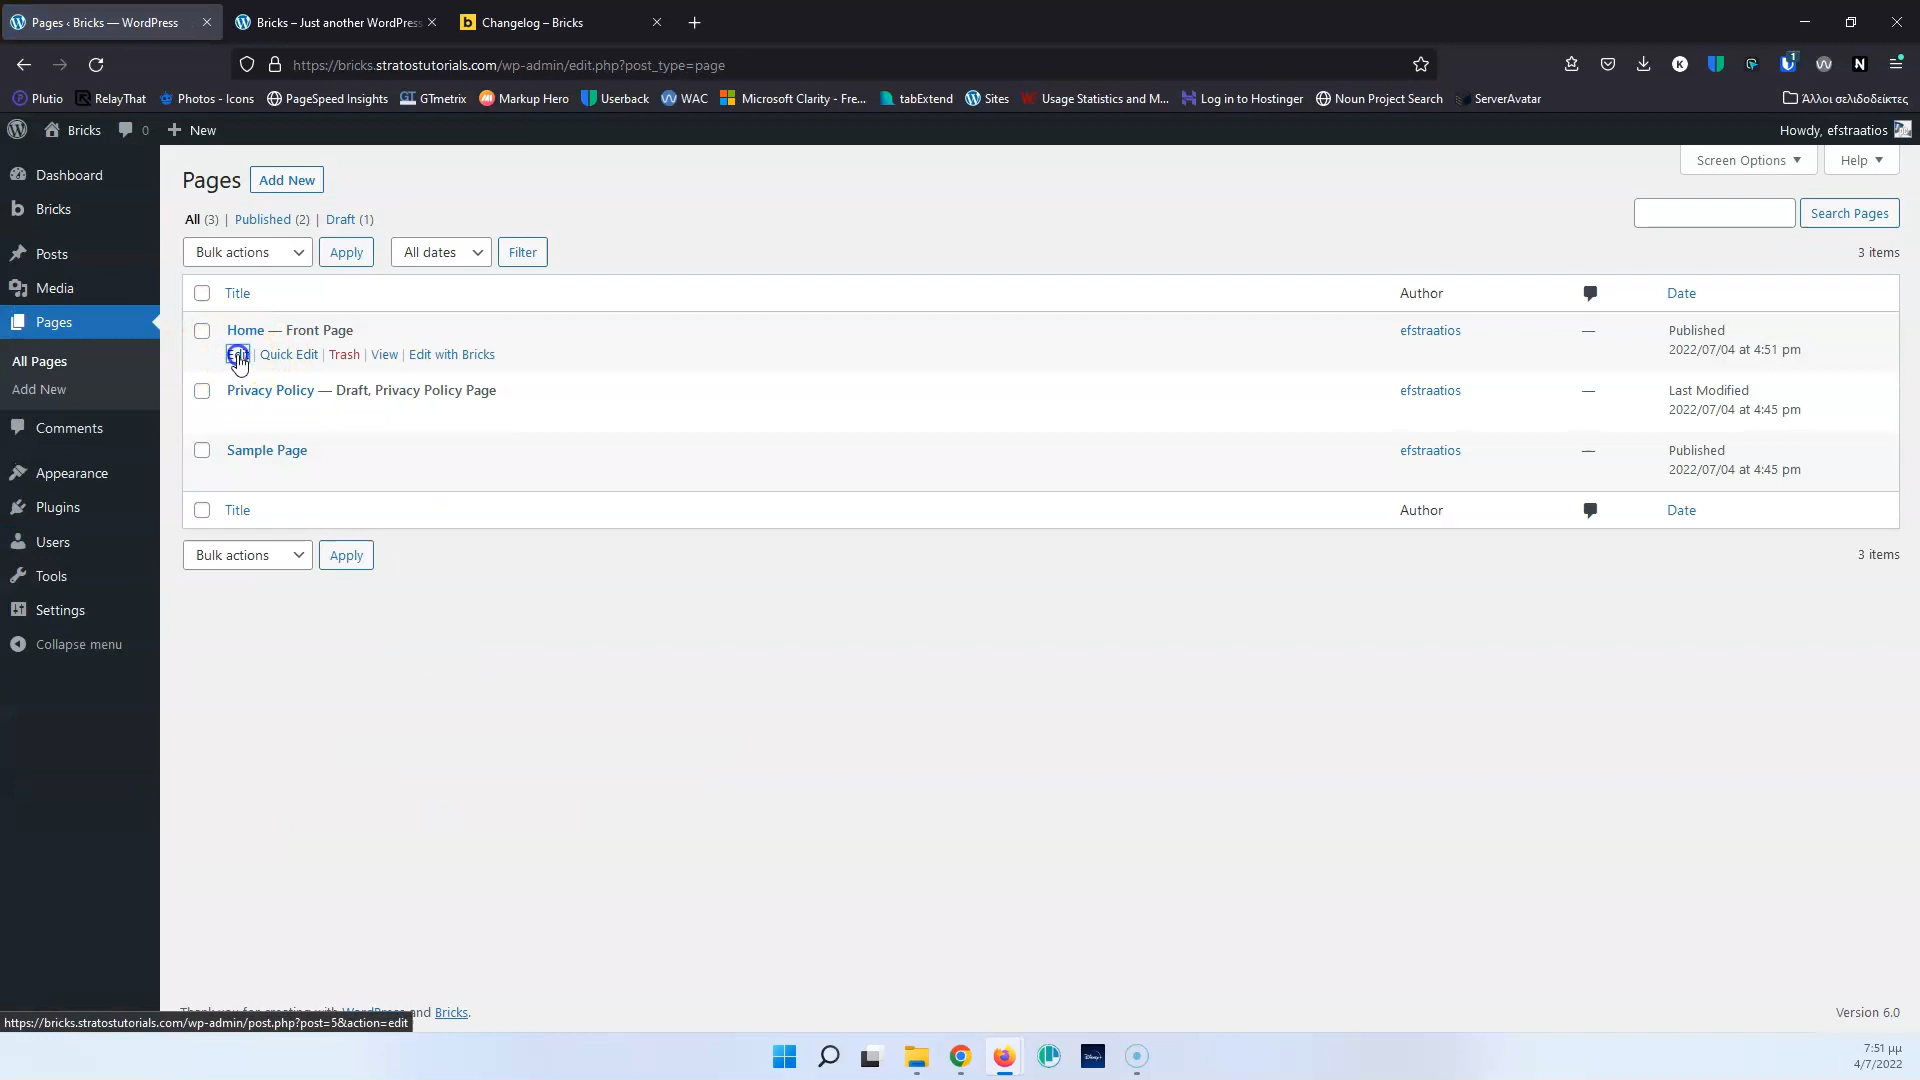 Pages ‹ Bricks — WordPress
Bricks – Just another WordPress
Changelog – Bricks
https://bricks.stratostutorials.com/wp-admin/edit.php?post_type=page
Plutio
RelayThat
Photos - Icons
PageSpeed Insights
GTmetrix
Markup Hero
Userback
WAC
Microsoft Clarity - Fre...
tabExtend
Sites
Usage Statistics and M...
Log in to Hostinger
Noun Project Search
ServerAvatar
Άλλοι σελιδοδείκτες
Bricks
0
New
Howdy, efstraatios
Dashboard
Bricks
Posts
Media
Pages
All Pages
Add New
Comments
Appearance
Plugins
Users
Tools
Settings
Collapse menu
Pages Add New
Screen Options
Help
All (3) | Published (2) | Draft (1)
Search Pages
Bulk actions Apply All dates Filter
3 items
Title Author Date
Home — Front Page efstraatios — Published
2022/07/04 at 4:51 pm
Edit | Quick Edit | Trash | View | Edit with Bricks
Privacy Policy — Draft, Privacy Policy Page efstraatios — Last Modified
2022/07/04 at 4:45 pm
Sample Page efstraatios — Published
2022/07/04 at 4:45 pm
Title Author Date
Bulk actions Apply
3 items
Thank you for creating with WordPress and Bricks.
Version 6.0
https://bricks.stratostutorials.com/wp-admin/post.php?post=5&action=edit
7:51 μμ
4/7/2022